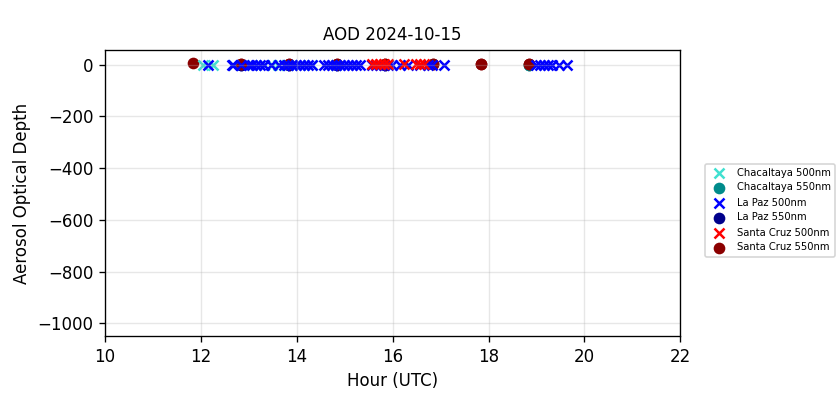 AOD 2024-10-15
Aerosol Optical Depth
0
−200
−400
−600
−800
−1000
10 12 14 16 18 20 22
Hour (UTC)
Chacaltaya 500nm
Chacaltaya 550nm
La Paz 500nm
La Paz 550nm
Santa Cruz 500nm
Santa Cruz 550nm